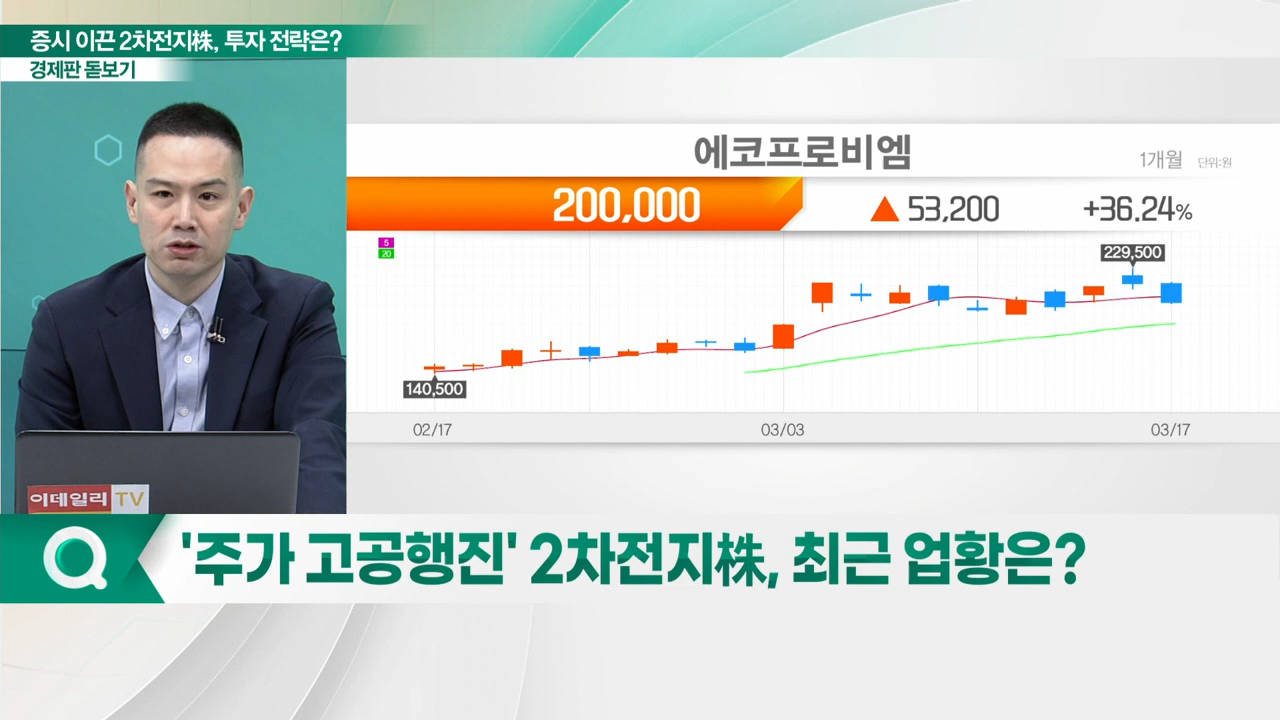 증시 이끈 2차전지株, 투자 전략은?
경제판 돋보기
에코프로비엠
1개월 단위:원
200,000 ▲ 53,200 +36.24%
5
20
229,500
140,500
02/17 03/03 03/17
이데일리 TV
'주가 고공행진' 2차전지株, 최근 업황은?